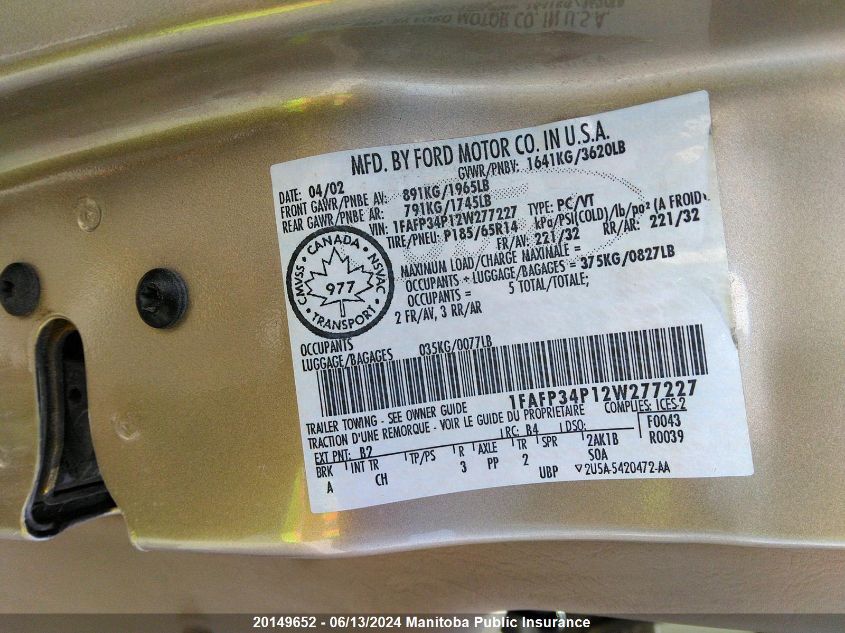 MFD. BY FORD MOTOR CO. IN U.S.A.
GVWR/PNBV: 1641KG/3620LB
DATE: 04/02
FRONT GAWR/PNBE AV: 891KG/1965LB
REAR GAWR/PNBE AR: 791KG/1745LB
VIN: 1FAFP34P12W277227 TYPE: PC/VT
TIRE/PNEU: P185/65R14 kPa/PSI(COLD)/lb/po² (A FROID)
FR/AV: 221/32 RR/AR: 221/32
MAXIMUM LOAD/CHARGE MAXIMALE =
OCCUPANTS + LUGGAGE/BAGAGES = 375KG/0827LB
OCCUPANTS = 5 TOTAL/TOTALE;
2 FR/AV, 3 RR/AR
CANADA
CMVSS NSVAC
977
TRANSPORT
OCCUPANTS
LUGGAGE/BAGAGES 035KG/0077LB
1FAFP34P12W277227
TRAILER TOWING - SEE OWNER GUIDE COMPLIES: ICES-2
TRACTION D'UNE REMORQUE - VOIR LE GUIDE DU PROPRIETAIRE F0043
EXT PNT: B2 RC: B4 DSO: R0039
BRK INT TR TP/PS R AXLE TR SPR 2AK1B
A CH 3 PP 2 SOA
UBP 2U5A-5420472-AA
20149652 - 06/13/2024 Manitoba Public Insurance